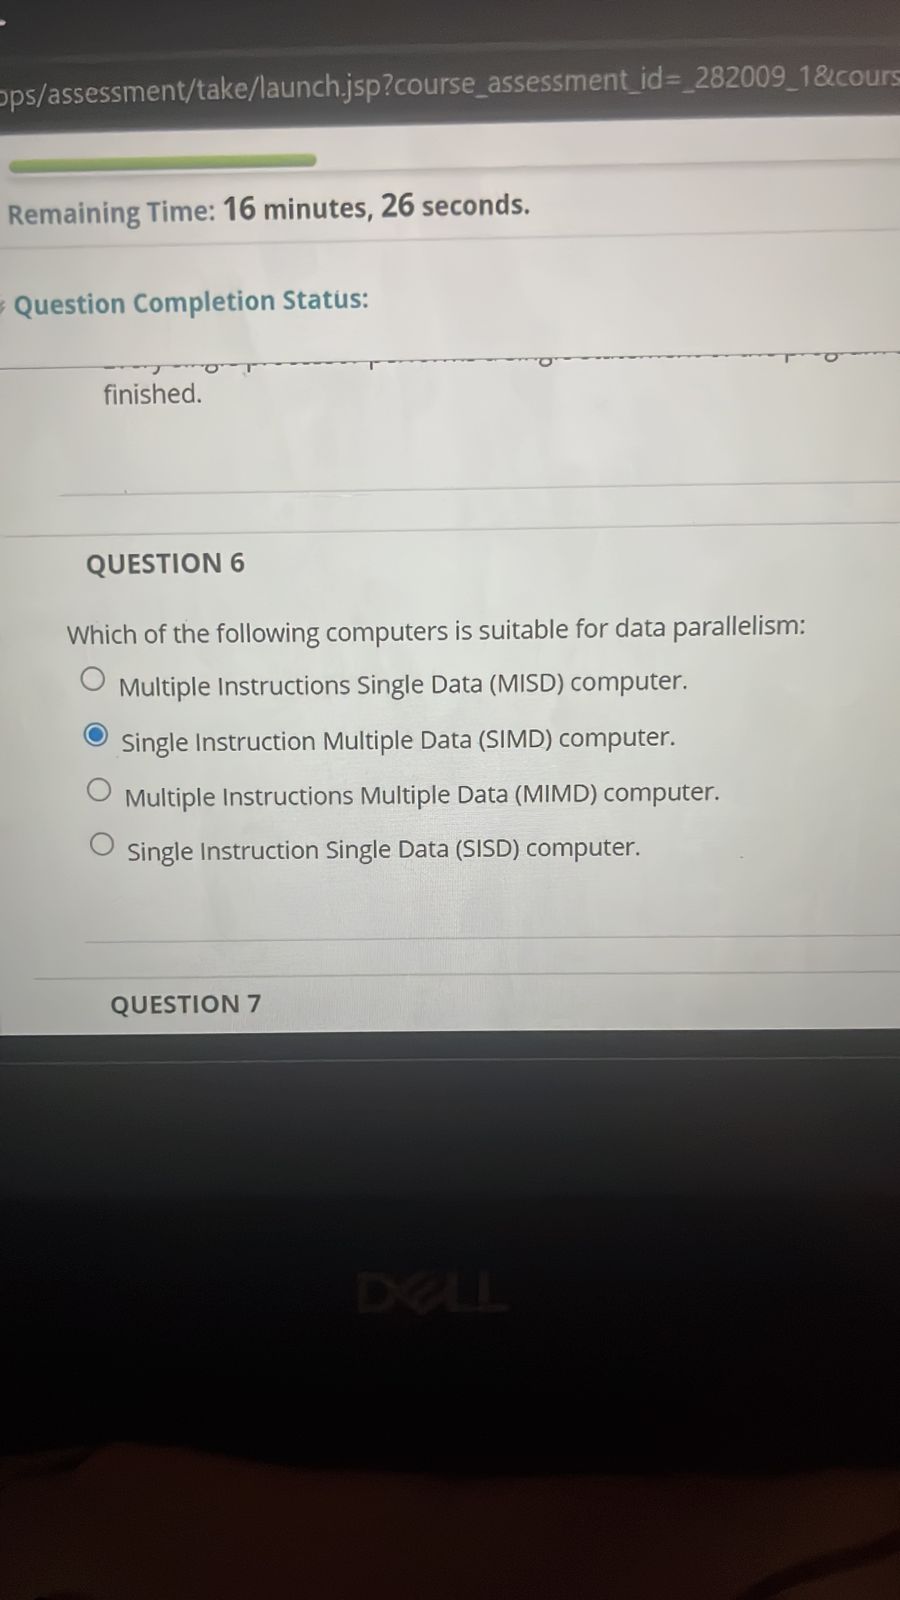 ops/assessment/take/launch.jsp?course_assessment_id=_282009_1&cours
Remaining Time: 16 minutes, 26 seconds.
Question Completion Status:
finished.
QUESTION 6
Which of the following computers is suitable for data parallelism:
Multiple Instructions Single Data (MISD) computer.
Single Instruction Multiple Data (SIMD) computer.
Multiple Instructions Multiple Data (MIMD) computer.
Single Instruction Single Data (SISD) computer.
QUESTION 7
DELL